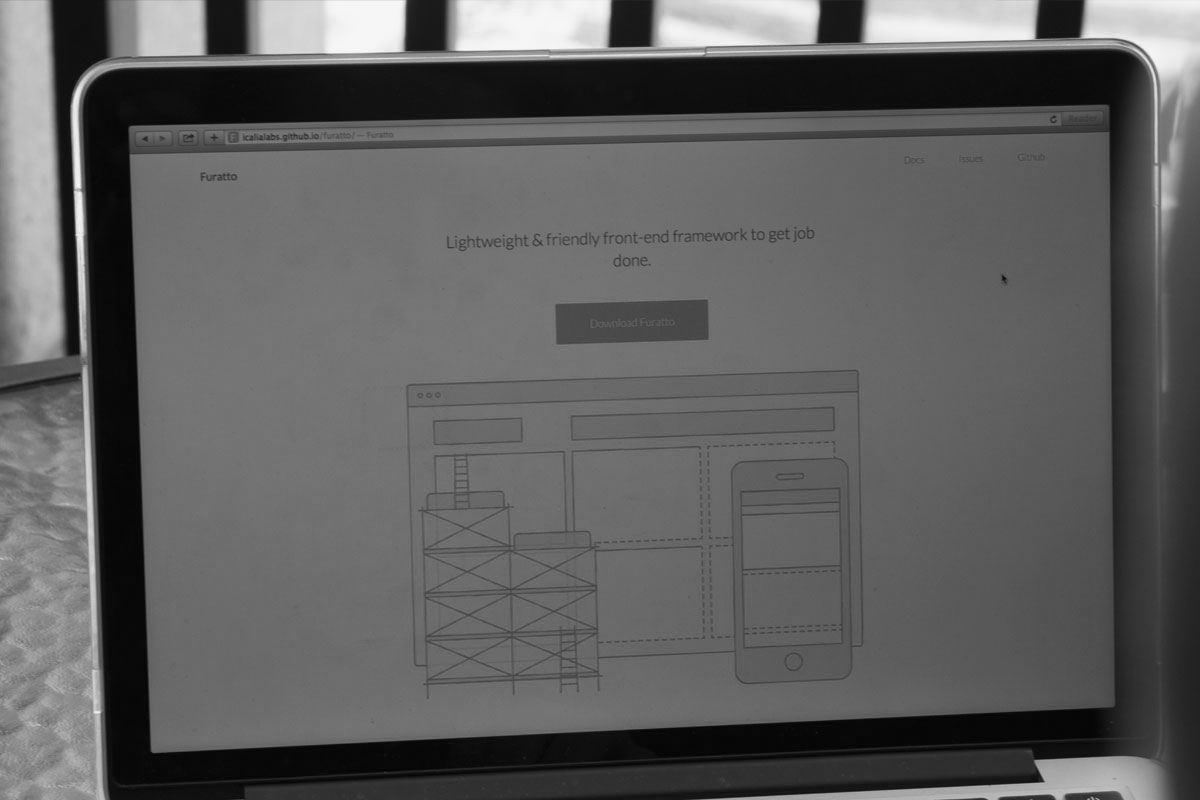 icalialabs.github.io/furatto/ — Furatto
Reader
Furatto
Docs
Issues
Github
Lightweight & friendly front-end framework to get job
done.
Download Furatto